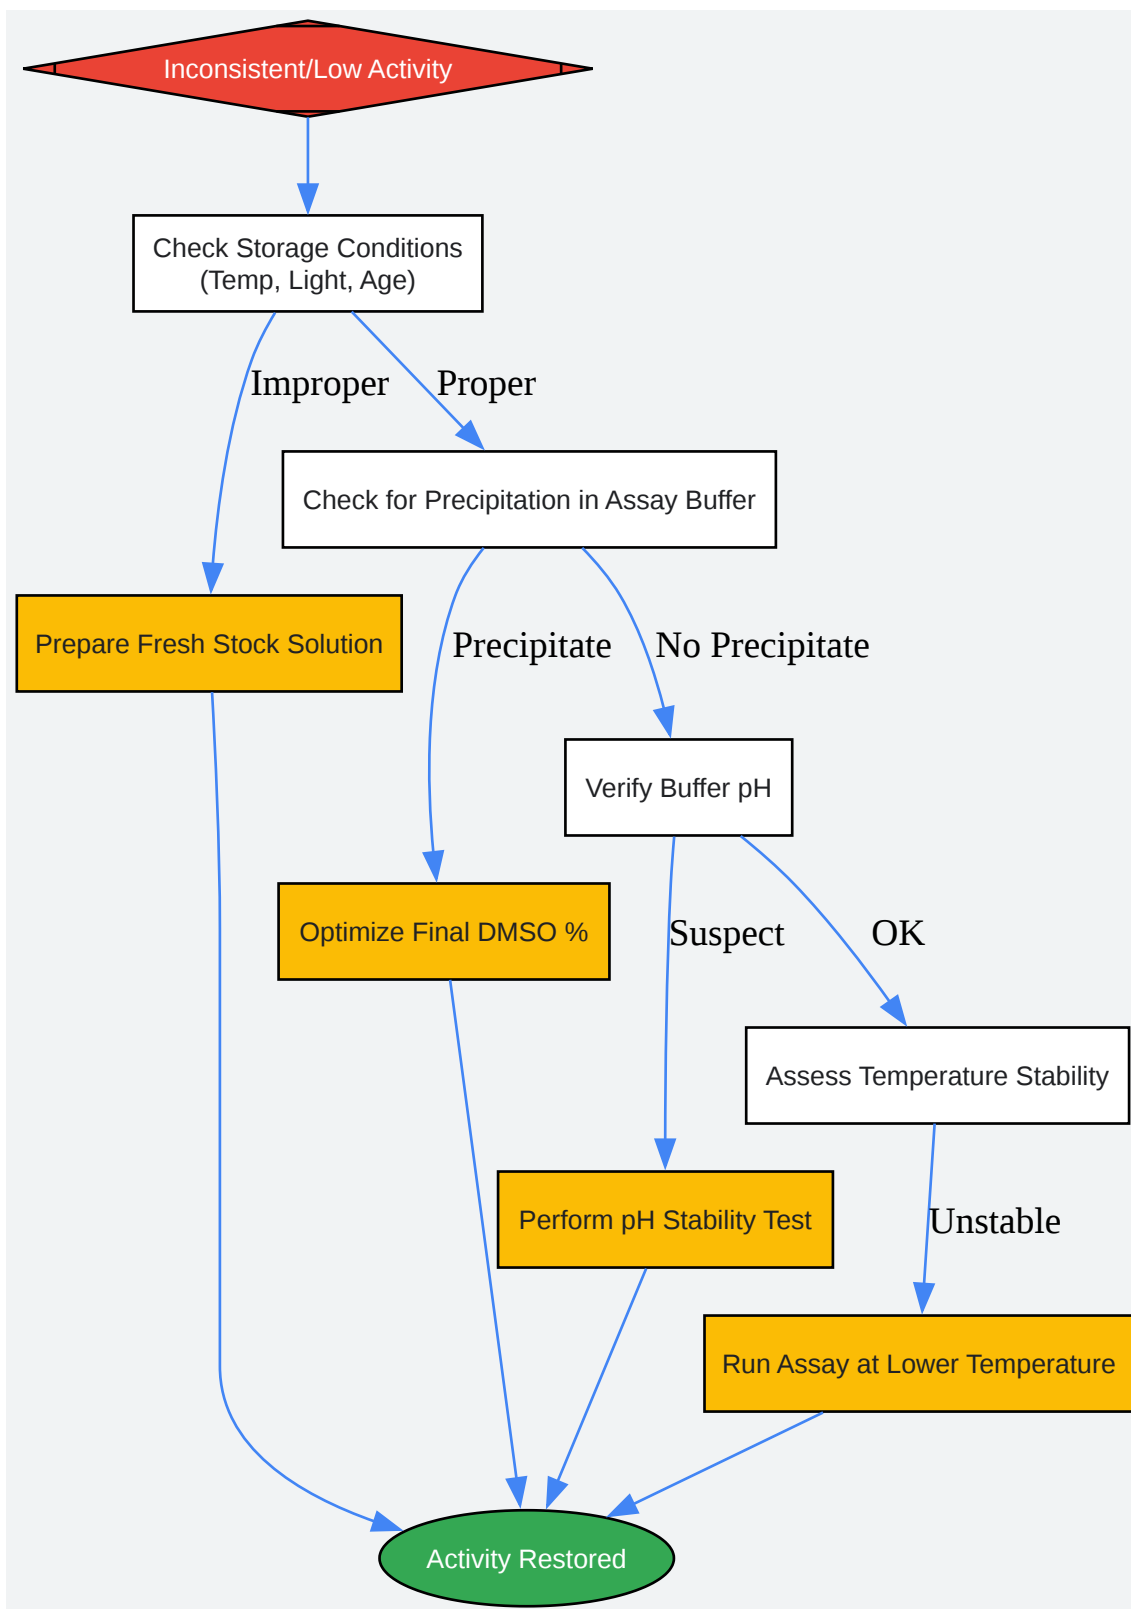 Inconsistent/Low Activity
Check Storage Conditions
(Temp, Light, Age)
Improper
Proper
Check for Precipitation in Assay Buffer
Prepare Fresh Stock Solution
Precipitate
No Precipitate
Verify Buffer pH
Optimize Final DMSO %
Suspect
OK
Assess Temperature Stability
Perform pH Stability Test
Unstable
Run Assay at Lower Temperature
Activity Restored